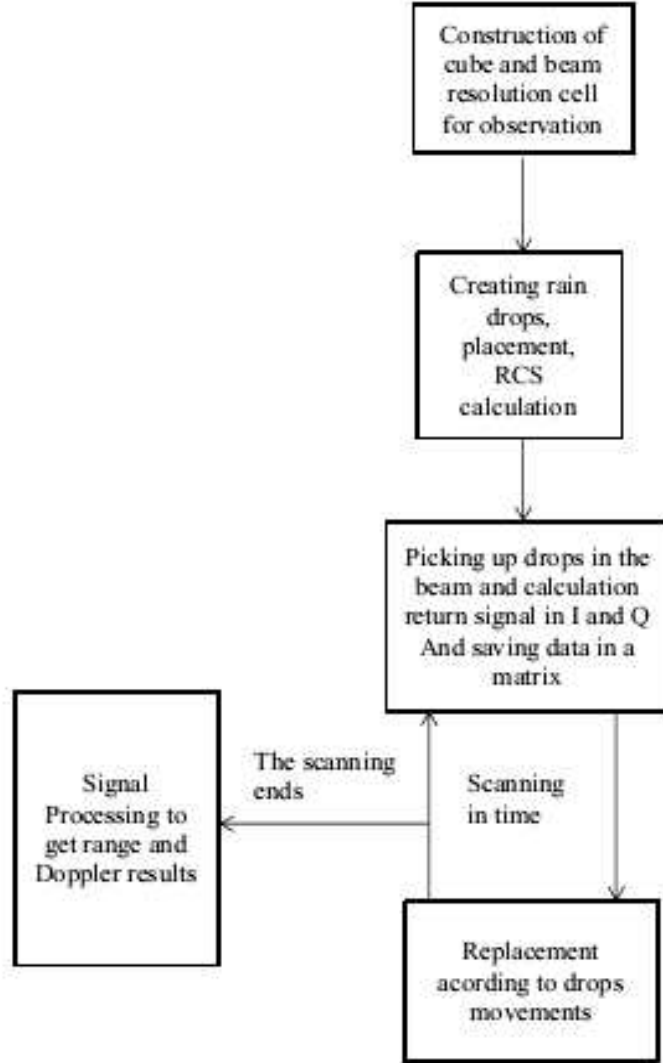 Construction of
cube and beam
resolution cell
for observation
Creating rain
drops,
placement,
RCS
calculation
Picking up drops in the
beam and calculation
return signal in I and Q
And saving data in a
matrix
The scanning
ends
Scanning
in time
Signal
Processing to
get range and
Doppler results
Replacement
acording to drops
movements